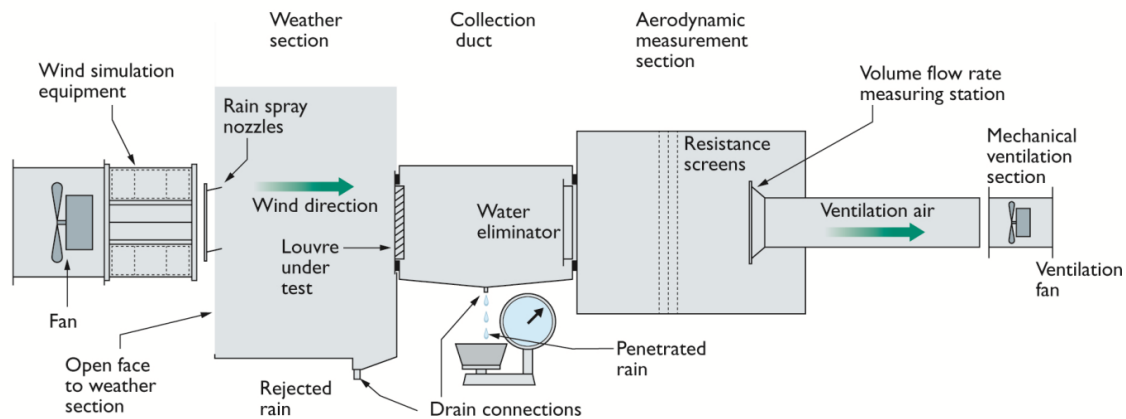 Weather
section
Collection
duct
Aerodynamic
measurement
section
Wind simulation
equipment
Rain spray
nozzles
Volume flow rate
measuring station
Mechanical
ventilation
section
Resistance
screens
Wind direction
Water
eliminator
Ventilation air
Louvre
under
test
Fan
Ventilation
fan
Open face
to weather
section
Rejected
rain
Drain connections
Penetrated
rain